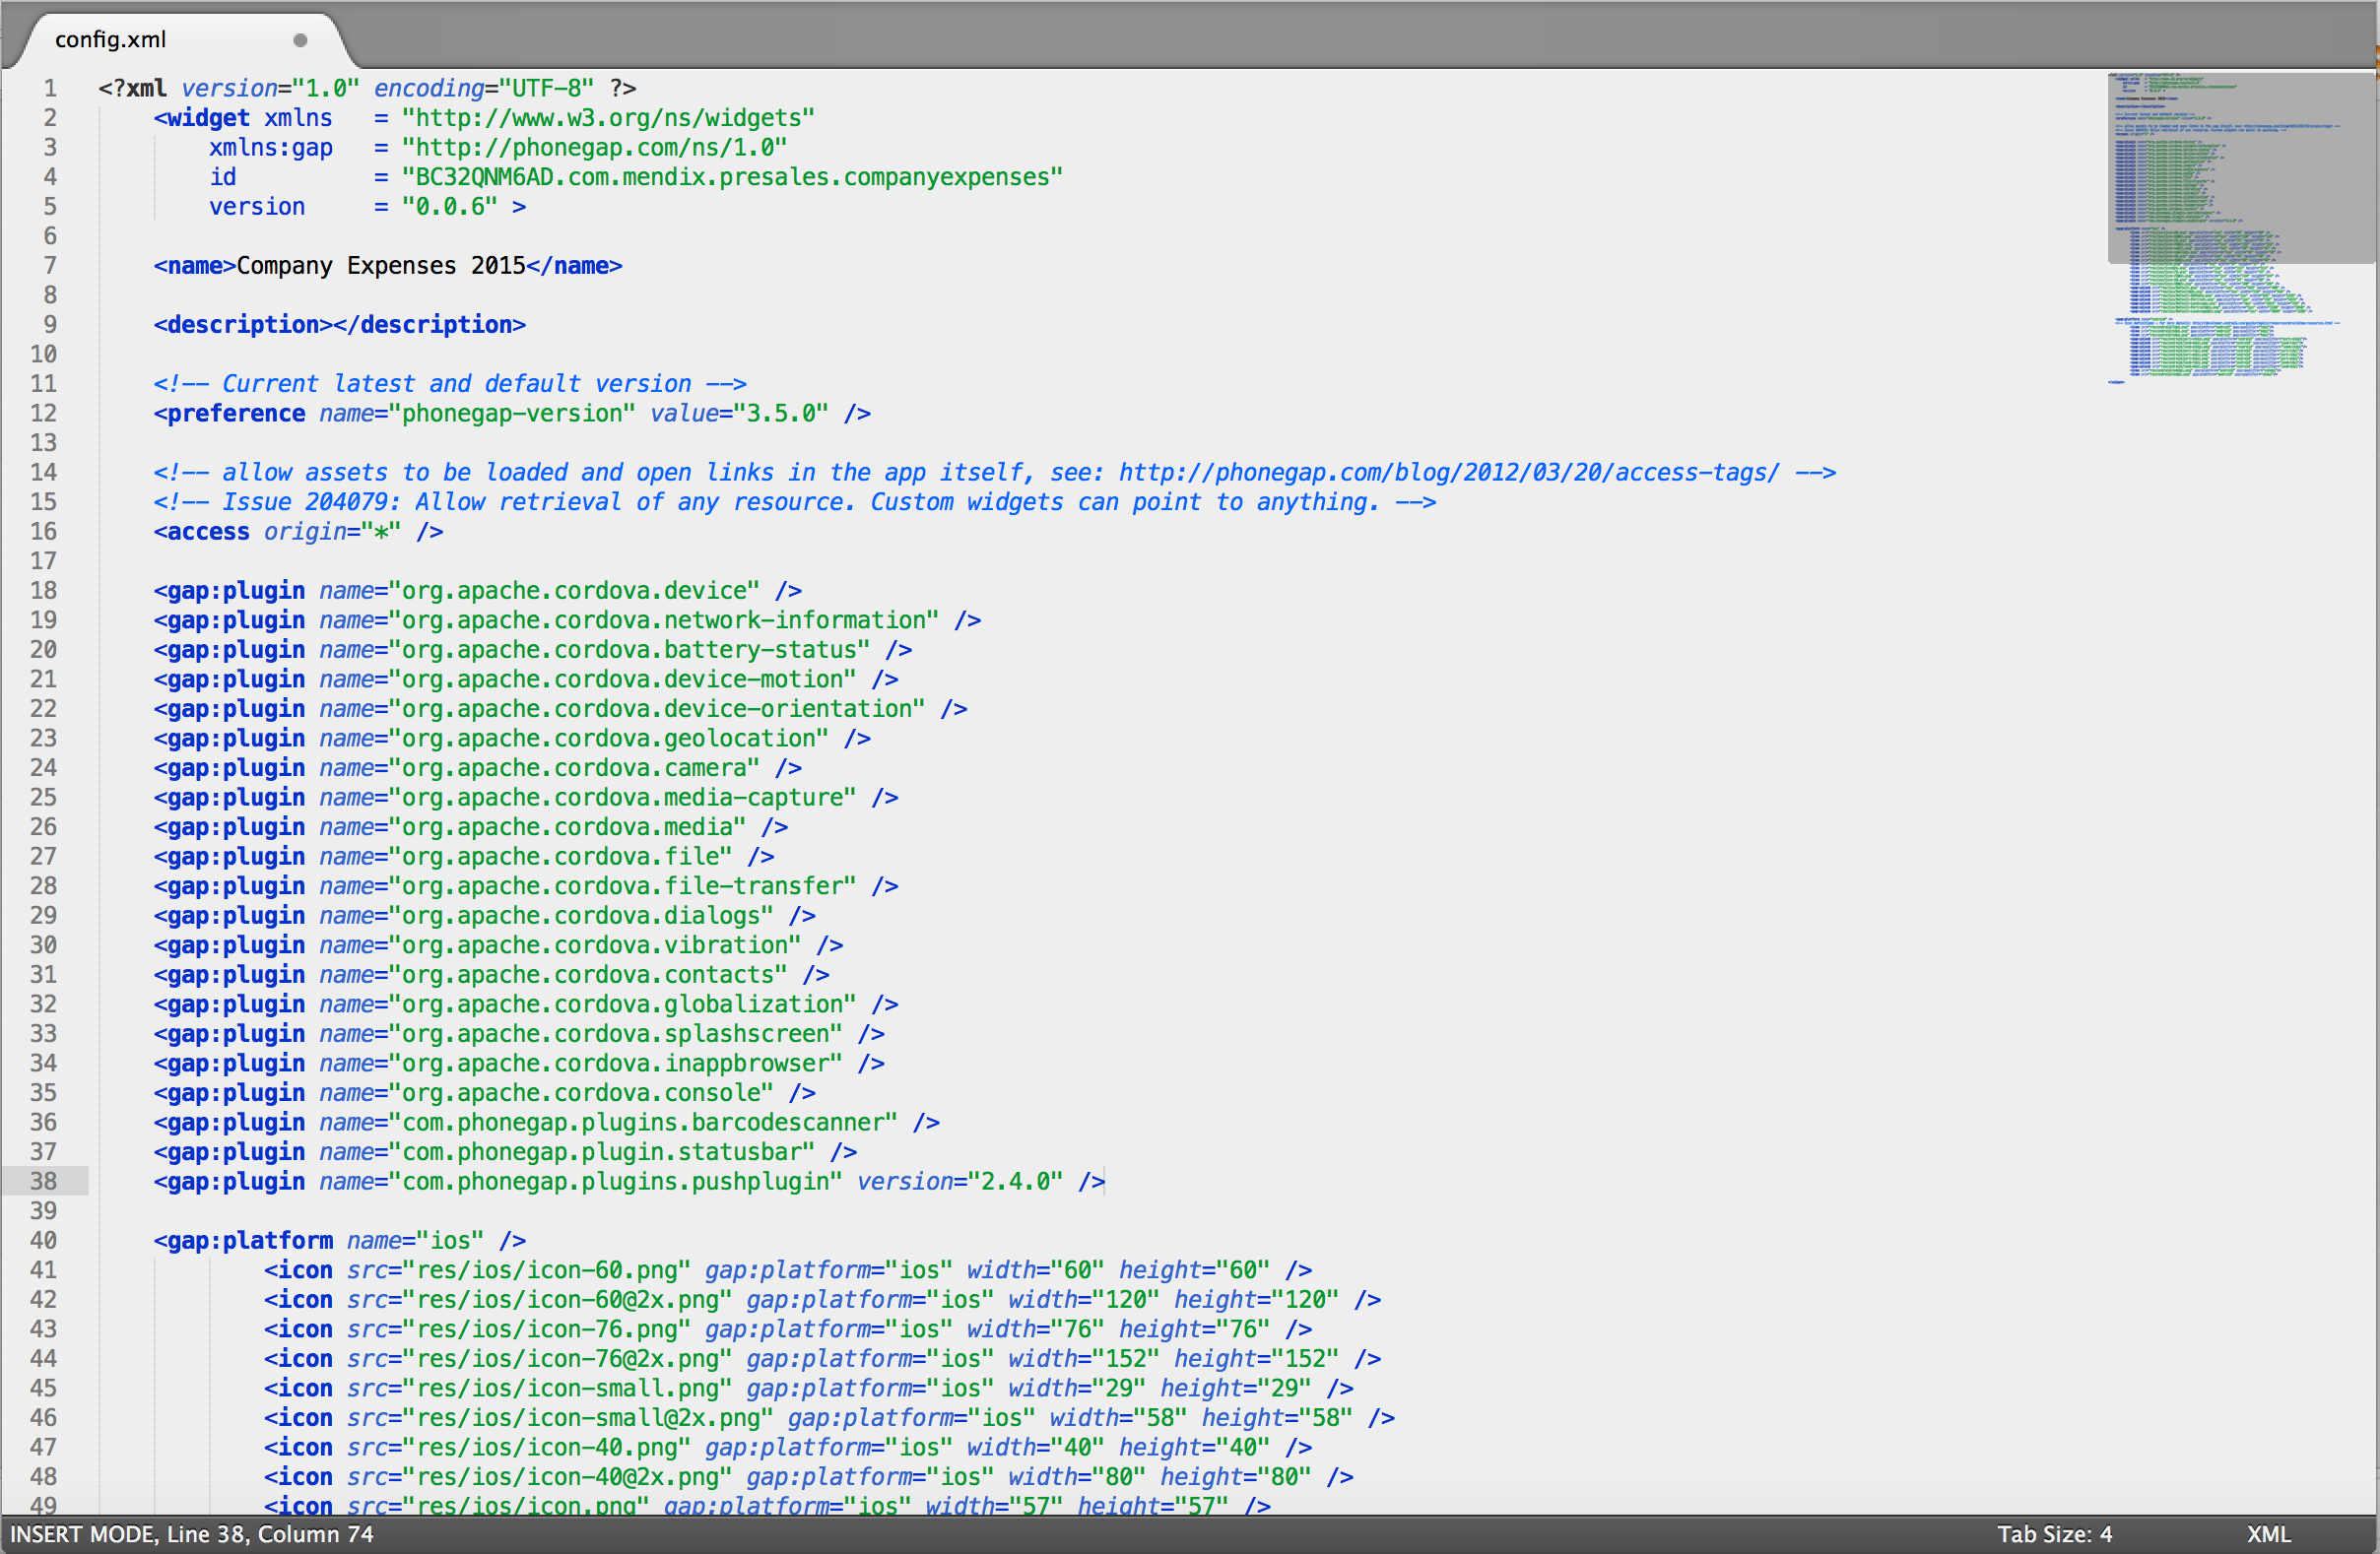 config.xml
1 <?xml version="1.0" encoding="UTF-8" ?>
2 <widget xmlns   = "http://www.w3.org/ns/widgets"
3 xmlns:gap   = "http://phonegap.com/ns/1.0"
4 id          = "BC32QNM6AD.com.mendix.presales.companyexpenses"
5 version     = "0.0.6" >
6
7 <name>Company Expenses 2015</name>
8
9 <description></description>
10
11 <!-- Current latest and default version -->
12 <preference name="phonegap-version" value="3.5.0" />
13
14 <!-- allow assets to be loaded and open links in the app itself, see: http://phonegap.com/blog/2012/03/20/access-tags/ -->
15 <!-- Issue 204079: Allow retrieval of any resource. Custom widgets can point to anything. -->
16 <access origin="*" />
17
18 <gap:plugin name="org.apache.cordova.device" />
19 <gap:plugin name="org.apache.cordova.network-information" />
20 <gap:plugin name="org.apache.cordova.battery-status" />
21 <gap:plugin name="org.apache.cordova.device-motion" />
22 <gap:plugin name="org.apache.cordova.device-orientation" />
23 <gap:plugin name="org.apache.cordova.geolocation" />
24 <gap:plugin name="org.apache.cordova.camera" />
25 <gap:plugin name="org.apache.cordova.media-capture" />
26 <gap:plugin name="org.apache.cordova.media" />
27 <gap:plugin name="org.apache.cordova.file" />
28 <gap:plugin name="org.apache.cordova.file-transfer" />
29 <gap:plugin name="org.apache.cordova.dialogs" />
30 <gap:plugin name="org.apache.cordova.vibration" />
31 <gap:plugin name="org.apache.cordova.contacts" />
32 <gap:plugin name="org.apache.cordova.globalization" />
33 <gap:plugin name="org.apache.cordova.splashscreen" />
34 <gap:plugin name="org.apache.cordova.inappbrowser" />
35 <gap:plugin name="org.apache.cordova.console" />
36 <gap:plugin name="com.phonegap.plugins.barcodescanner" />
37 <gap:plugin name="com.phonegap.plugin.statusbar" />
38 <gap:plugin name="com.phonegap.plugins.pushplugin" version="2.4.0" />
39
40 <gap:platform name="ios" />
41 <icon src="res/ios/icon-60.png" gap:platform="ios" width="60" height="60" />
42 <icon src="res/ios/icon-60@2x.png" gap:platform="ios" width="120" height="120" />
43 <icon src="res/ios/icon-76.png" gap:platform="ios" width="76" height="76" />
44 <icon src="res/ios/icon-76@2x.png" gap:platform="ios" width="152" height="152" />
45 <icon src="res/ios/icon-small.png" gap:platform="ios" width="29" height="29" />
46 <icon src="res/ios/icon-small@2x.png" gap:platform="ios" width="58" height="58" />
47 <icon src="res/ios/icon-40.png" gap:platform="ios" width="40" height="40" />
48 <icon src="res/ios/icon-40@2x.png" gap:platform="ios" width="80" height="80" />
49 <icon src="res/ios/icon.png" gap:platform="ios" width="57" height="57" />
INSERT MODE, Line 38, Column 74
Tab Size: 4
XML